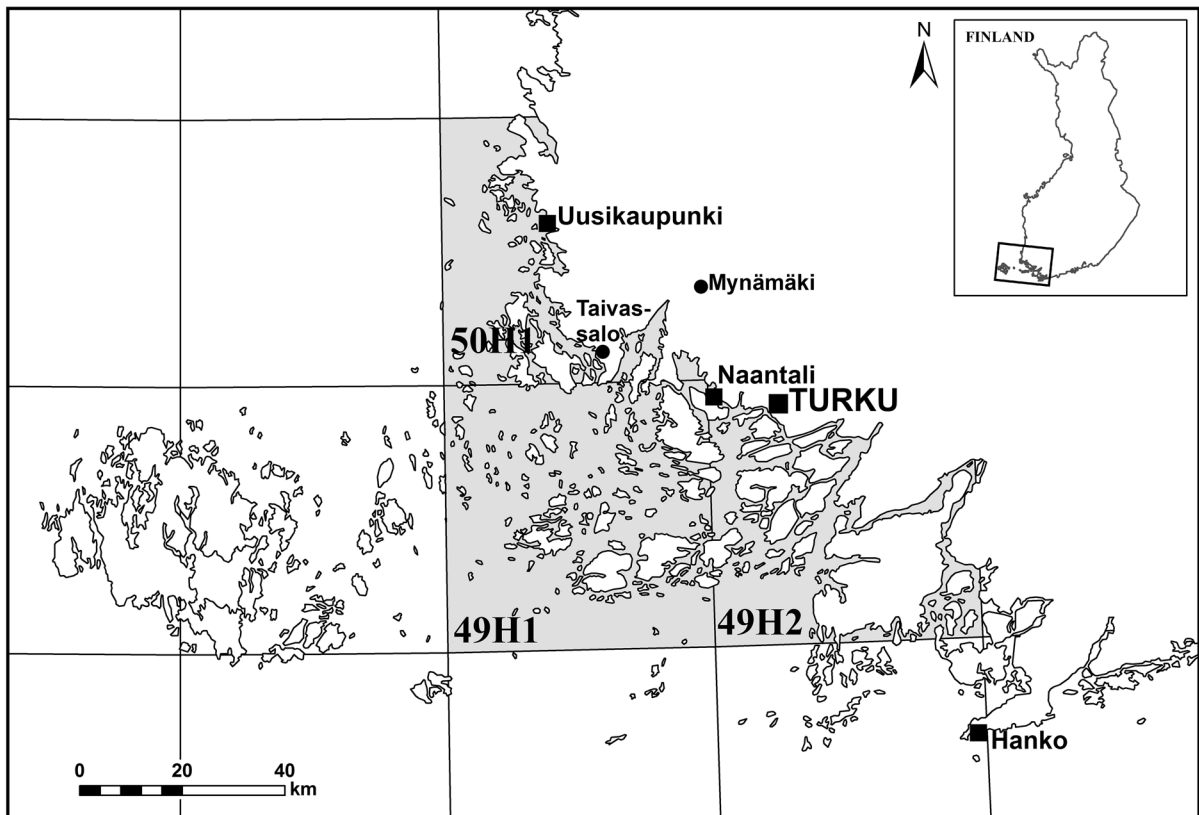 N
FINLAND
Uusikaupunki
Mynämäki
Taivas-
salo
50H1
Naantali
TURKU
49H1
49H2
Hanko
0 20 40
km